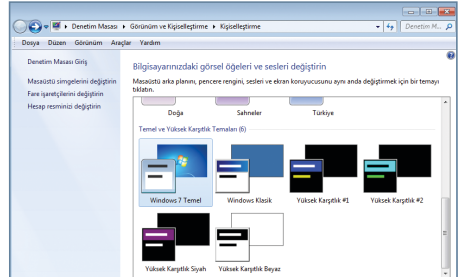 Denetim Masası ▸ Görünüm ve Kişiselleştirme ▸ Kişiselleştirme
Denetim M...
Dosya Düzen Görünüm Araçlar Yardım
Denetim Masası Giriş
Masaüstü simgelerini değiştirin
Fare işaretçilerini değiştirin
Hesap resminizi değiştirin
Bilgisayarınızdaki görsel öğeleri ve sesleri değiştirin
Masaüstü arka planını, pencere rengini, sesleri ve ekran koruyucusunu aynı anda değiştirmek için bir temayı
tıklatın.
Doğa Sahneler Türkiye
Temel ve Yüksek Karşıtlık Temaları (6)
Windows 7 Temel Windows Klasik Yüksek Karşıtlık #1 Yüksek Karşıtlık #2
Yüksek Karşıtlık Siyah Yüksek Karşıtlık Beyaz